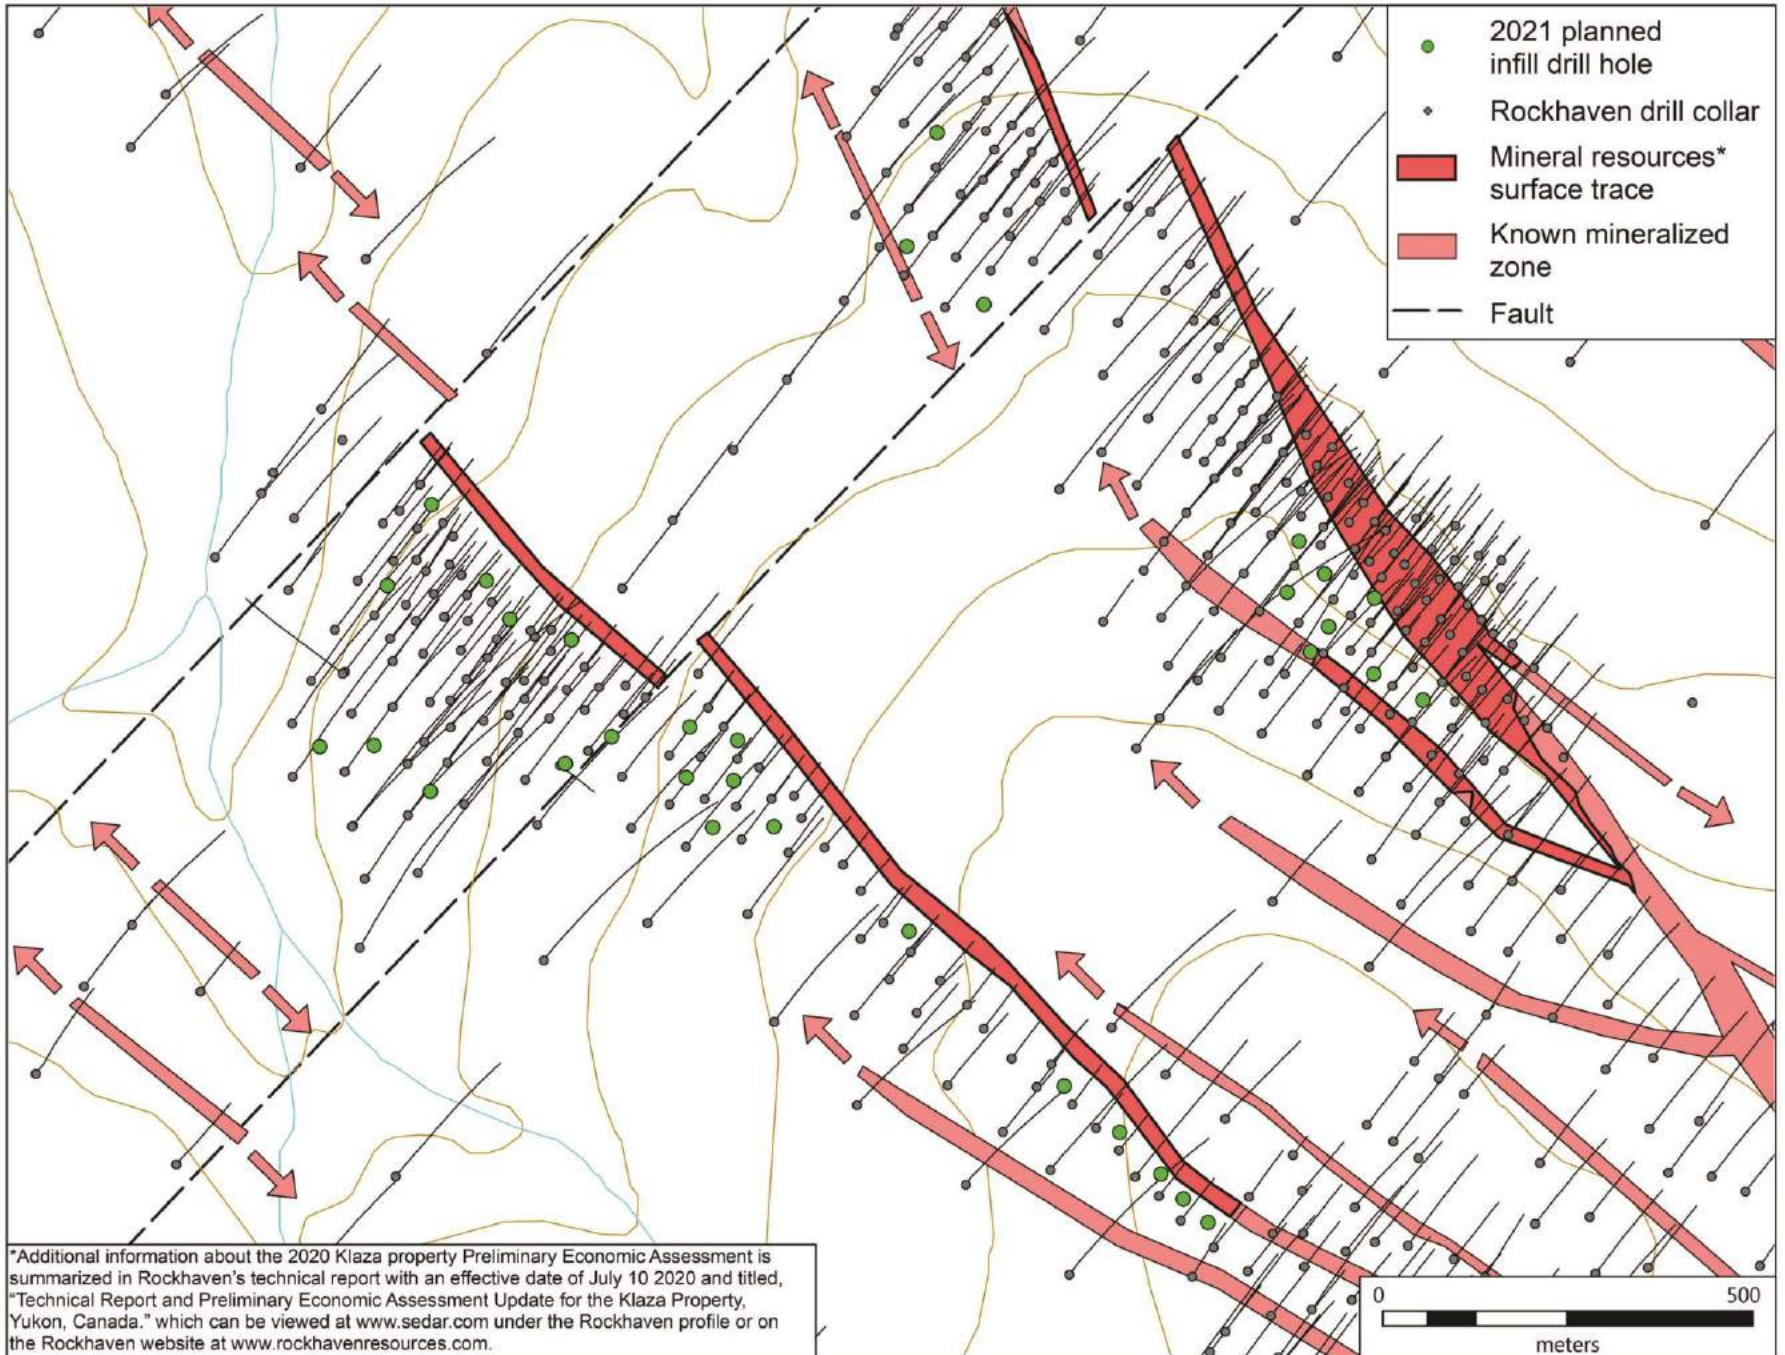 2021 planned
infill drill hole
Rockhaven drill collar
Mineral resources*
surface trace
Known mineralized
zone
Fault
*Additional information about the 2020 Klaza property Preliminary Economic Assessment is
summarized in Rockhaven's technical report with an effective date of July 10 2020 and titled,
"Technical Report and Preliminary Economic Assessment Update for the Klaza Property,
Yukon, Canada." which can be viewed at www.sedar.com under the Rockhaven profile or on
the Rockhaven website at www.rockhavenresources.com.
0 500
meters